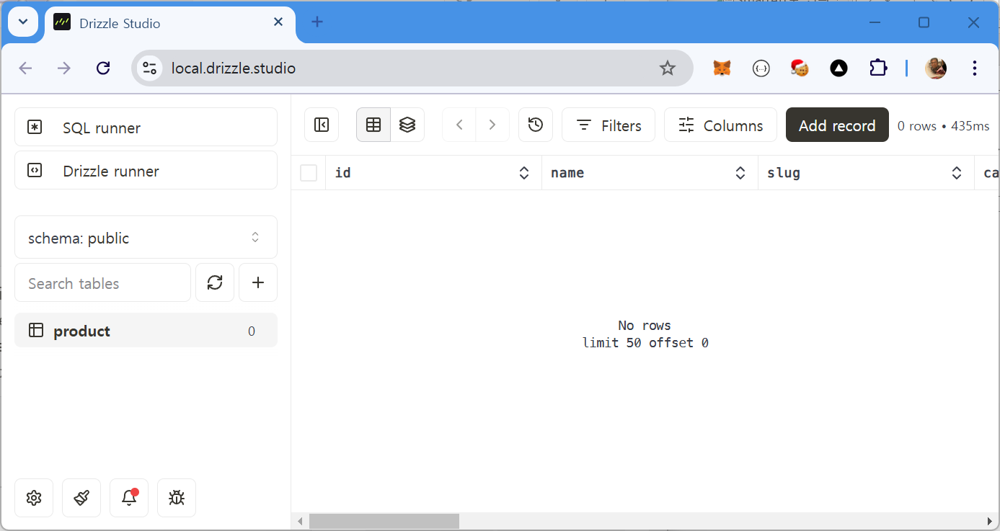 Drizzle Studio
local.drizzle.studio
SQL runner
Drizzle runner
schema: public
Search tables
product 0
Filters
Columns
Add record
0 rows • 435ms
id
name
slug
ca
No rows
limit 50 offset 0